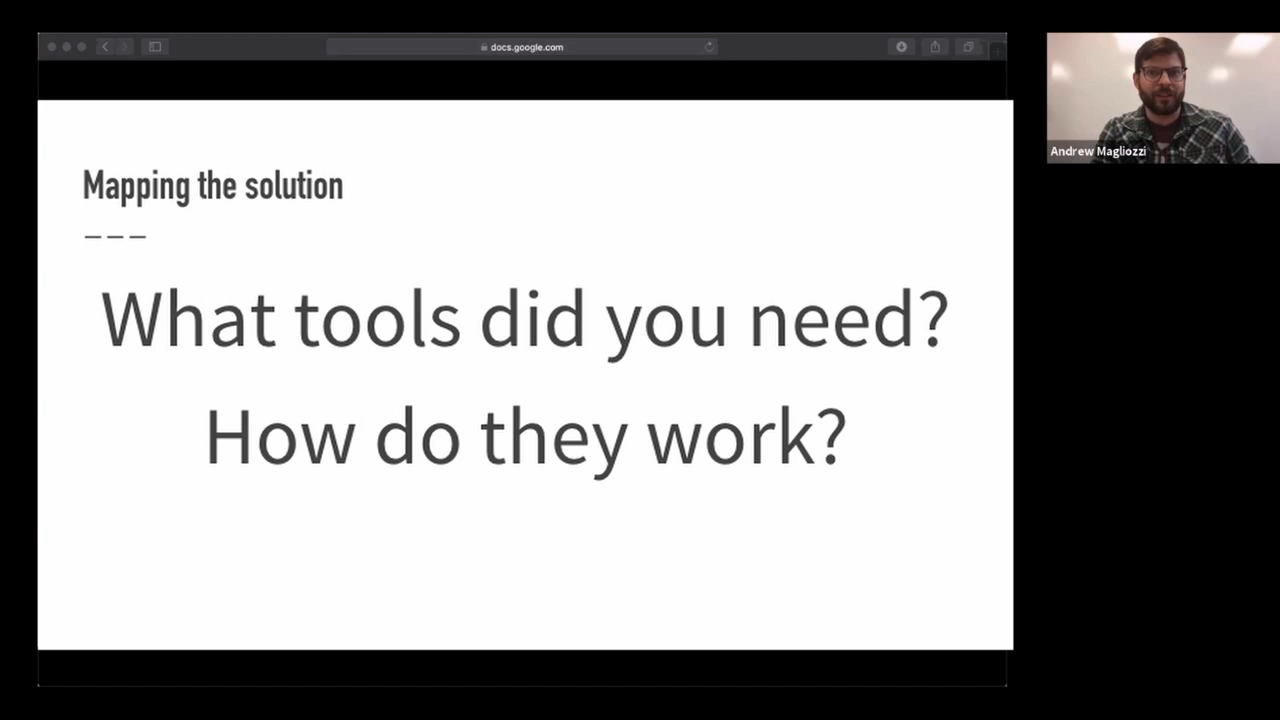 docs.google.com
Mapping the solution
What tools did you need?
How do they work?
Andrew Magliozzi